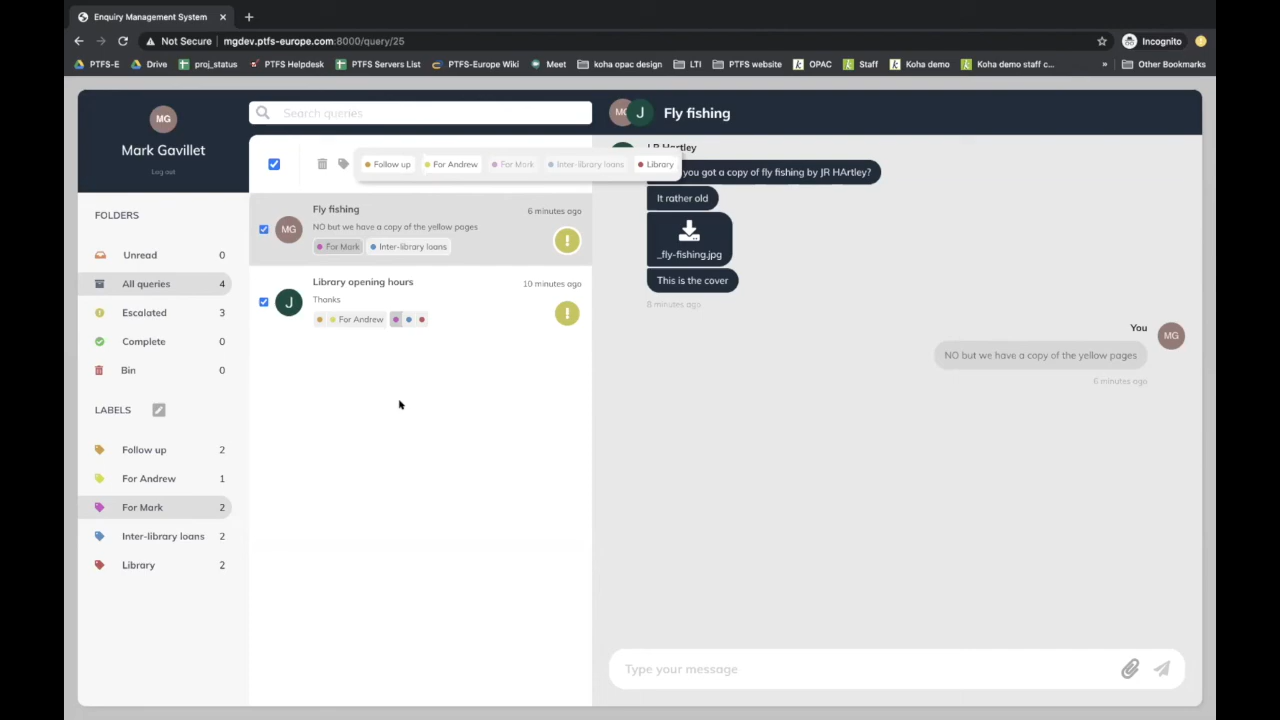 Enquiry Management System
Not Secure mgdev.ptfs-europe.com:8000/query/25 Incognito
PTFS-E Drive proj_status PTFS Helpdesk PTFS Servers List PTFS-Europe Wiki Meet koha opac design LTI PTFS website OPAC Staff Koha demo Koha demo staff c... » Other Bookmarks
MG
Mark Gavillet
Log out
FOLDERS
Unread 0
All queries 4
Escalated 3
Complete 0
Bin 0
LABELS
Follow up 2
For Andrew 1
For Mark 2
Inter-library loans 2
Library 2
Search queries
Follow up For Andrew For Mark Inter-library loans Library
MG
Fly fishing 6 minutes ago
NO but we have a copy of the yellow pages
For Mark Inter-library loans
J
Library opening hours 10 minutes ago
Thanks
For Andrew
J Fly fishing
J R Hartley
you got a copy of fly fishing by JR HArtley?
It rather old
_fly-fishing.jpg
This is the cover
8 minutes ago
You
MG
NO but we have a copy of the yellow pages
6 minutes ago
Type your message